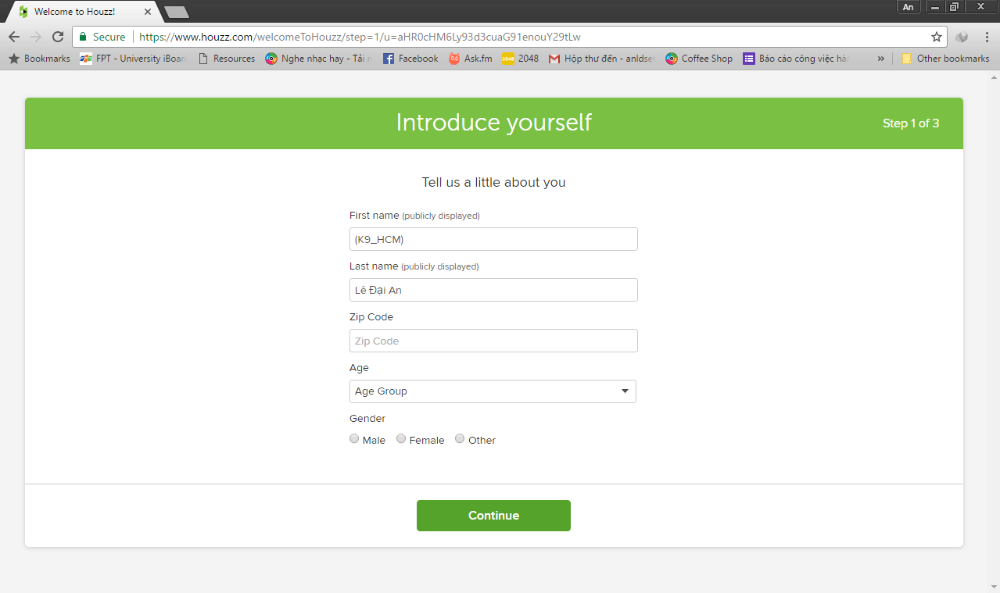 Welcome to Houzz!
An
Secure
https://www.houzz.com/welcomeToHouzz/step=1/u=aHR0cHM6Ly93d3cuaG91enouY29tLw
Bookmarks
FPT - University iBoar
Resources
Nghe nhạc hay - Tải n
Facebook
Ask.fm
2048
2048
Hộp thư đến - anldse
Coffee Shop
Báo cáo công việc hàn
»
Other bookmarks
Introduce yourself
Step 1 of 3
Tell us a little about you
First name (publicly displayed)
(K9_HCM)
Last name (publicly displayed)
Lê Đại An
Zip Code
Zip Code
Age
Age Group
Gender
Male Female Other
Continue